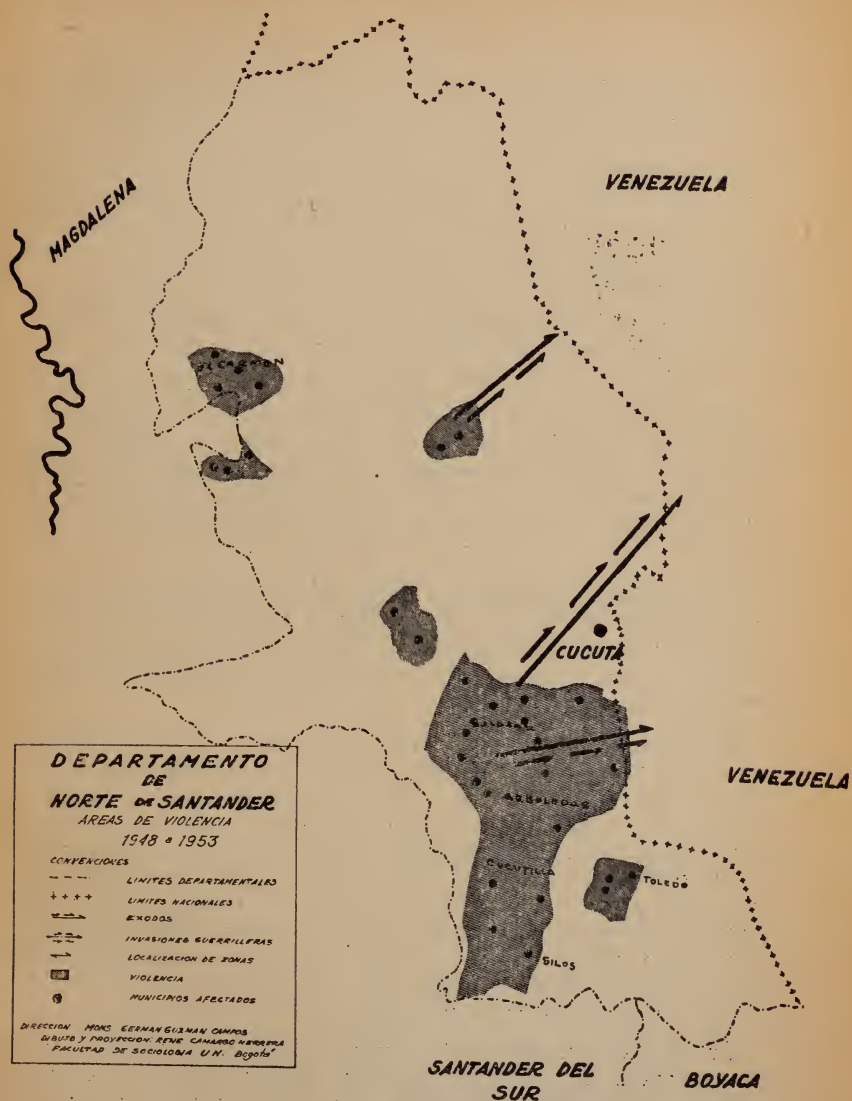 MAGDALENA
VENEZUELA
EL CARMEN
CUCUTA
ARBOLEDAS
CUCUTILLA
TOLEDO
SILOS
VENEZUELA
SANTANDER DEL
SUR
BOYACA
DEPARTAMENTO
DE
NORTE DE SANTANDER
AREAS DE VIOLENCIA
1948 a 1953
CONVENCIONES
LIMITES DEPARTAMENTALES
LIMITES NACIONALES
EXODOS
INVASIONES GUERRILLERAS
LOCALIZACION DE ZONAS
VIOLENCIA
MUNICIPIOS AFECTADOS
DIRECCION MONS GERMAN GUZMAN CAMPOS
DIBUJO Y PROYECCION: RENE CAMARGO HERRERA
FACULTAD DE SOCIOLOGIA U.N. Bogotá